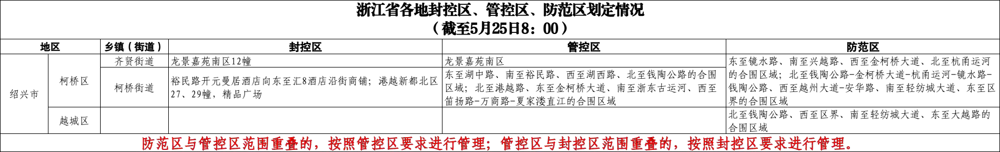 浙江省各地封控区、管控区、防范区划定情况
（截至5月25日8：00）
地区 乡镇（街道） 封控区 管控区 防范区
绍兴市
柯桥区
齐贤街道
龙景嘉苑南区12幢
龙景嘉苑南区
东至镜水路、南至兴越路、西至金柯桥大道、北至杭甬运河
的合围区域；北至钱陶公路-金柯桥大道-杭甬运河-镜水路-
钱陶公路、西至越州大道-安华路、南至轻纺城大道、东至区
界的合围区域
柯桥街道
裕民路开元曼居酒店向东至汇8酒店沿街商铺；港越新都北区
27、29幢，精品广场
东至湖中路、南至裕民路、西至湖西路、北至钱陶公路的合围
区域；北至港越路、东至金柯桥大道、南至浙东古运河、西至
笛扬路-万商路-夏家溇直江的合围区域
越城区
北至钱陶公路、西至区界、南至轻纺城大道、东至大越路的
合围区域
防范区与管控区范围重叠的，按照管控区要求进行管理；管控区与封控区范围重叠的，按照封控区要求进行管理。